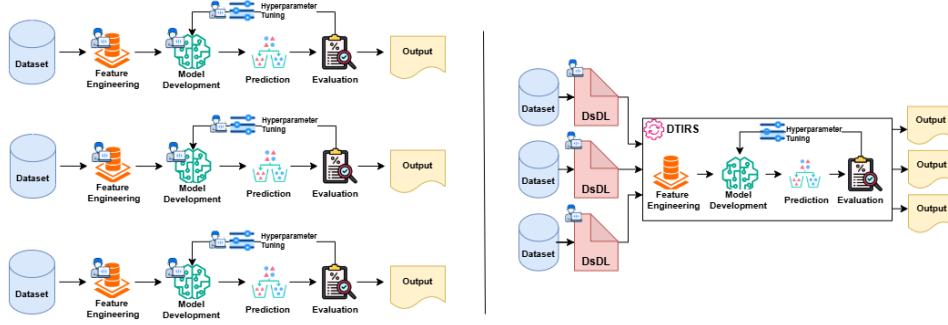 Hyperparameter
Tuning
Dataset
Feature
Engineering
Model
Development
Prediction
Evaluation
Output
Hyperparameter
Tuning
Dataset
Feature
Engineering
Model
Development
Prediction
Evaluation
Output
Hyperparameter
Tuning
Dataset
Feature
Engineering
Model
Development
Prediction
Evaluation
Output
Dataset
DsDL
Dataset
DsDL
Dataset
DsDL
DTIRS
Hyperparameter
Tuning
Feature
Engineering
Model
Development
Prediction
Evaluation
Output
Output
Output